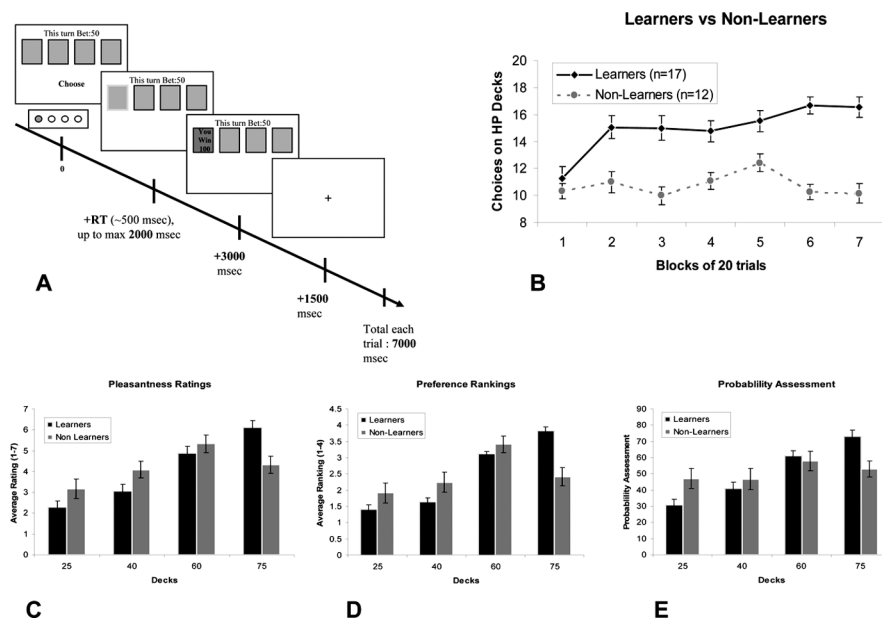 This turn Bet:50
Choose
This turn Bet:50
This turn Bet:50
You
Win
100
+
0
+RT (~500 msec),
up to max 2000 msec
+3000
msec
+1500
msec
Total each
trial : 7000
msec
A
Learners vs Non-Learners
Choices on HP Decks
20
18
16
14
12
10
8
Learners (n=17)
Non-Learners (n=12)
1 2 3 4 5 6 7
Blocks of 20 trials
B
Pleasantness Ratings
Average Rating (1-7)
7
6
5
4
3
2
1
0
Learners
Non Learners
25 40 60 75
Decks
C
Preference Rankings
Average Ranking (1-4)
4.5
4
3.5
3
2.5
2
1.5
1
0.5
0
Learners
Non-Learners
25 40 60 75
Decks
D
Probablility Assessment
Probability Assessment
90
80
70
60
50
40
30
20
10
0
Learners
Non-Learners
25 40 60 75
Decks
E